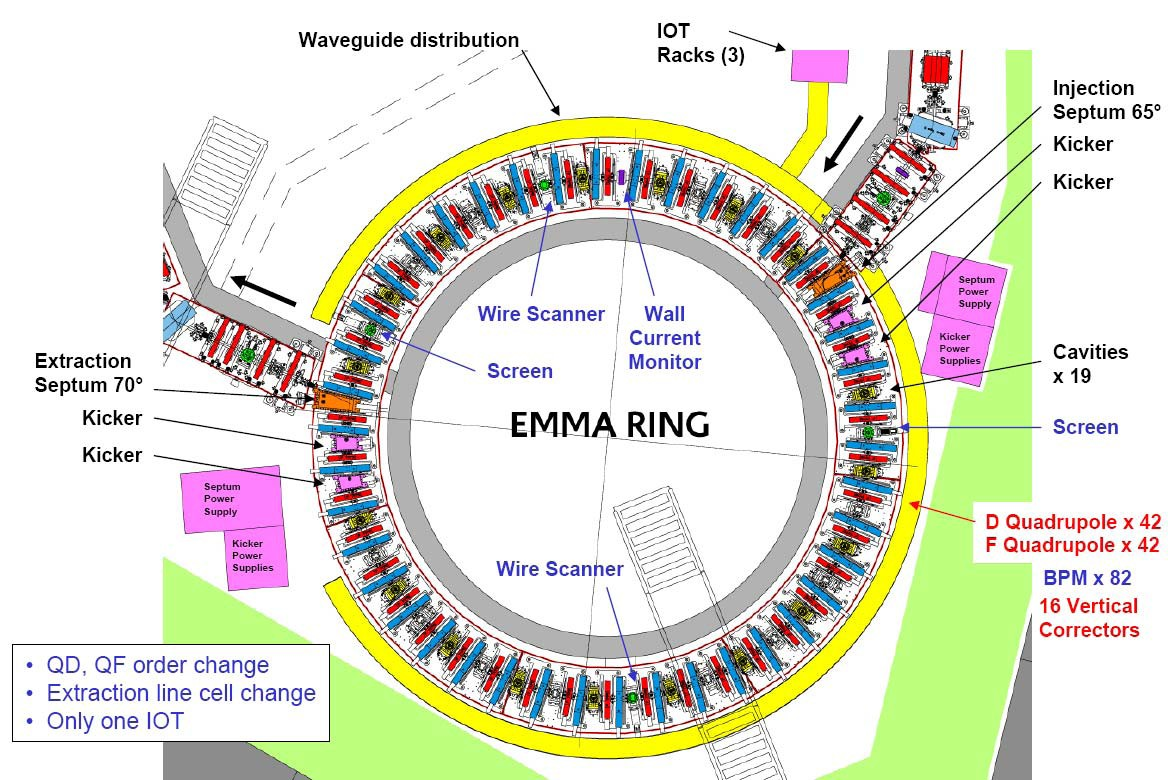 Waveguide distribution
IOT
Racks (3)
Injection
Septum 65°
Kicker
Kicker
Septum
Power
Supply
Kicker
Power
Supplies
Wire Scanner
Wall
Current
Monitor
Screen
Extraction
Septum 70°
Kicker
Kicker
Cavities
x 19
Screen
EMMA RING
Septum
Power
Supply
Kicker
Power
Supplies
D Quadrupole x 42
F Quadrupole x 42
BPM x 82
16 Vertical
Correctors
Wire Scanner
• QD, QF order change
• Extraction line cell change
• Only one IOT